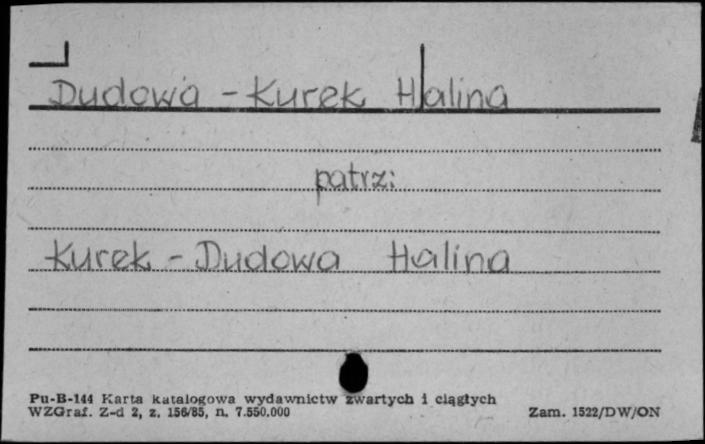 Dudowa - Kurek Halina
patrz:
Kurek - Dudowa Halina
Pu-B-144 Karta katalogowa wydawnictw zwartych i ciągłych
WZGraf. Z-d 2, z. 156/85, n. 7.550.000 Zam. 1522/DW/ON